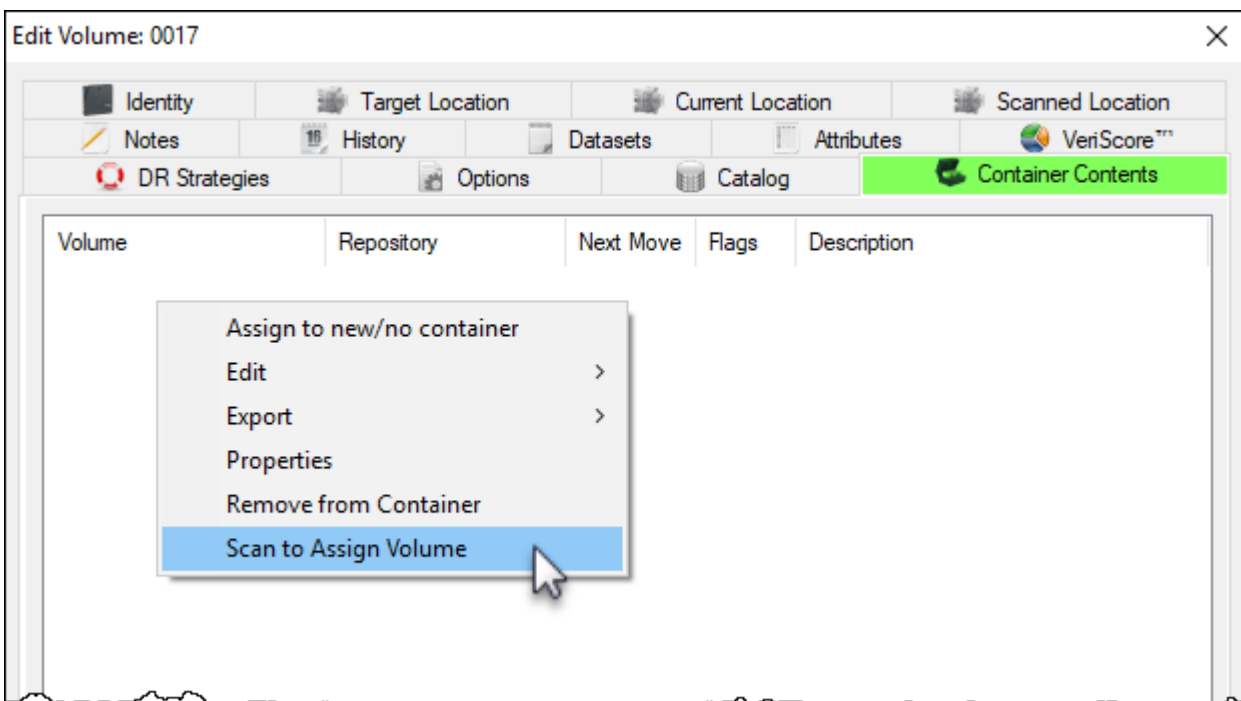 Edit Volume: 0017
Identity Target Location Current Location Scanned Location
Notes 16 History Datasets Attributes VeriScore™
DR Strategies Options Catalog Container Contents
Volume Repository Next Move Flags Description
Assign to new/no container
Edit
Export
Properties
Remove from Container
Scan to Assign Volume